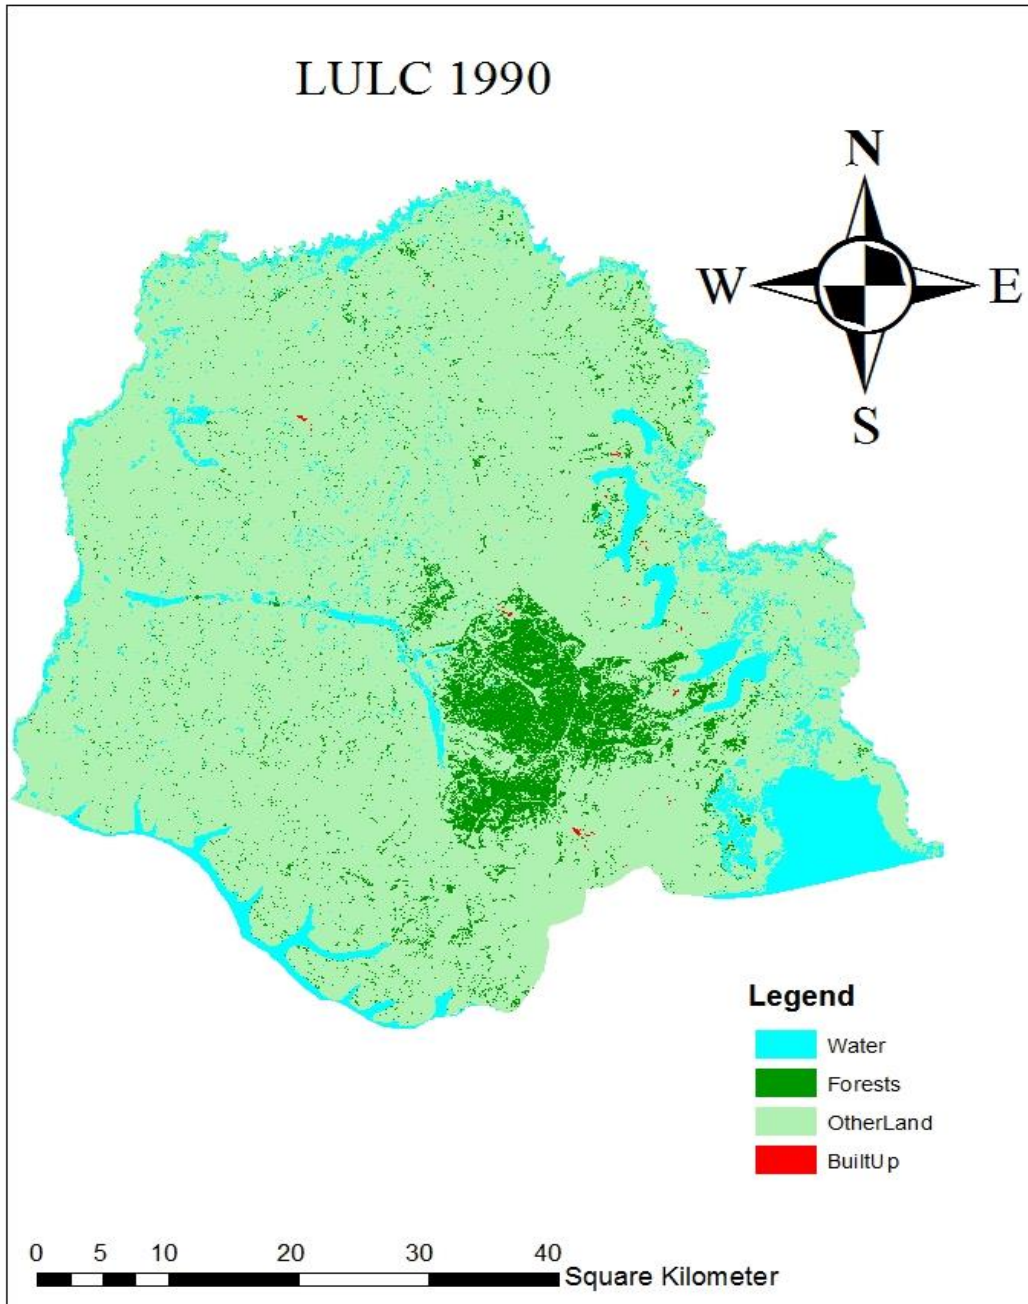 LULC 1990
N
W E
S
Legend
Water
Forests
OtherLand
BuiltUp
0 5 10 20 30 40
Square Kilometer